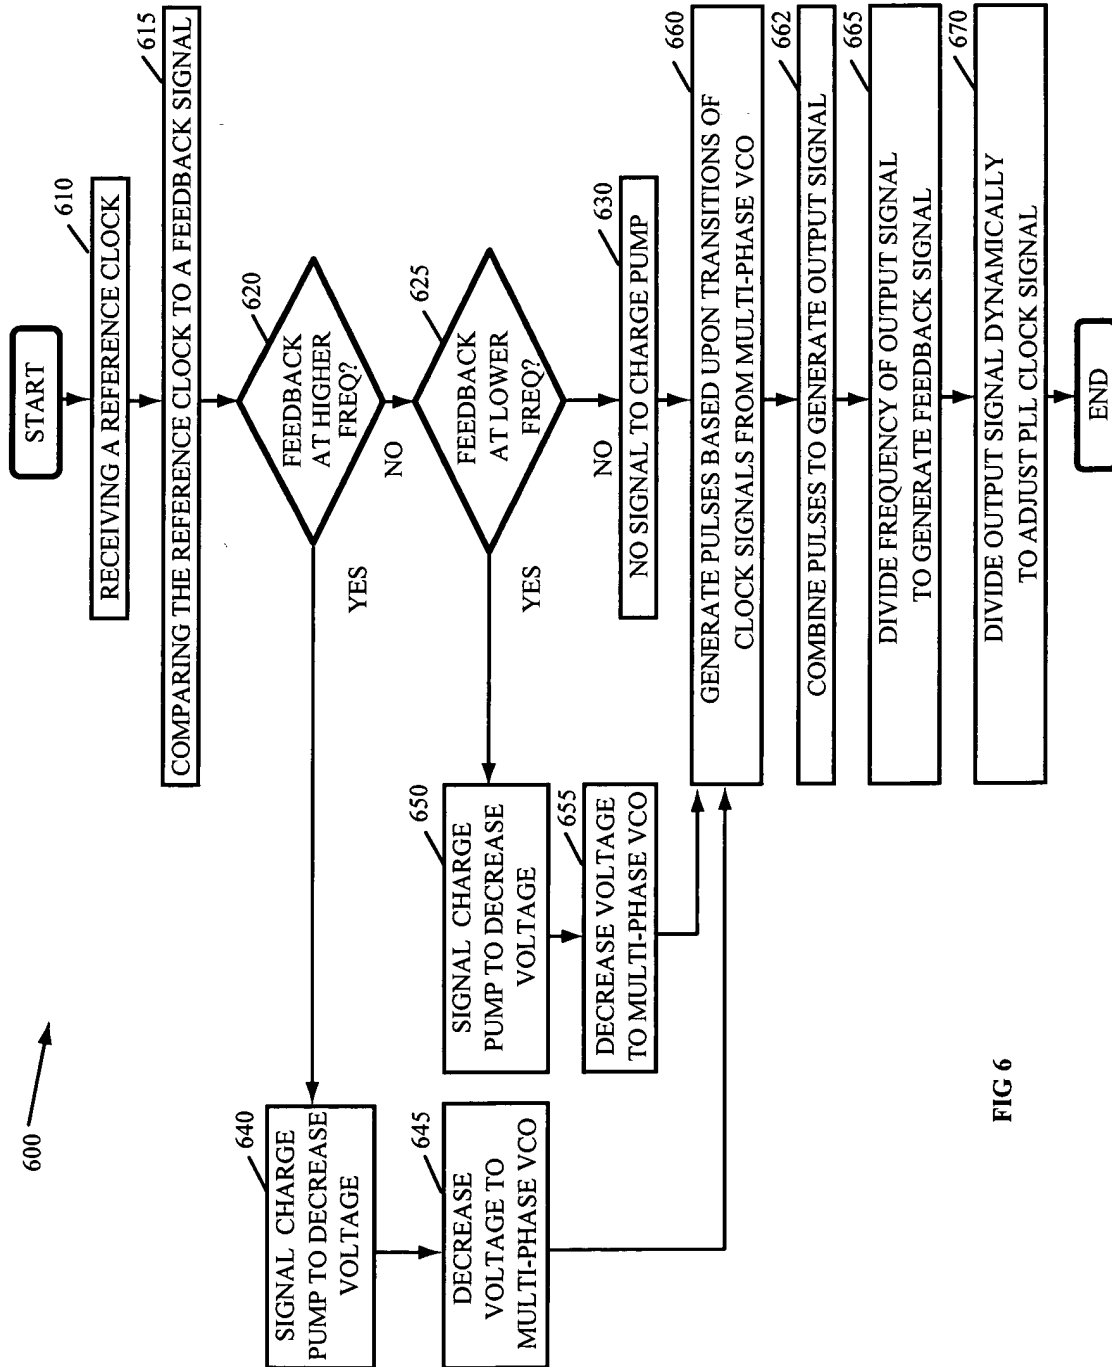 600
START
610
RECEIVING A REFERENCE CLOCK
615
COMPARING THE REFERENCE CLOCK TO A FEEDBACK SIGNAL
620
FEEDBACK
AT HIGHER
FREQ?
YES
NO
640
SIGNAL CHARGE
PUMP TO DECREASE
VOLTAGE
645
DECREASE
VOLTAGE TO
MULTI-PHASE VCO
625
FEEDBACK
AT LOWER
FREQ?
YES
NO
650
SIGNAL CHARGE
PUMP TO DECREASE
VOLTAGE
655
DECREASE VOLTAGE
TO MULTI-PHASE VCO
630
NO SIGNAL TO CHARGE PUMP
660
GENERATE PULSES BASED UPON TRANSITIONS OF
CLOCK SIGNALS FROM MULTI-PHASE VCO
662
COMBINE PULSES TO GENERATE OUTPUT SIGNAL
665
DIVIDE FREQUENCY OF OUTPUT SIGNAL
TO GENERATE FEEDBACK SIGNAL
670
DIVIDE OUTPUT SIGNAL DYNAMICALLY
TO ADJUST PLL CLOCK SIGNAL
END
FIG 6